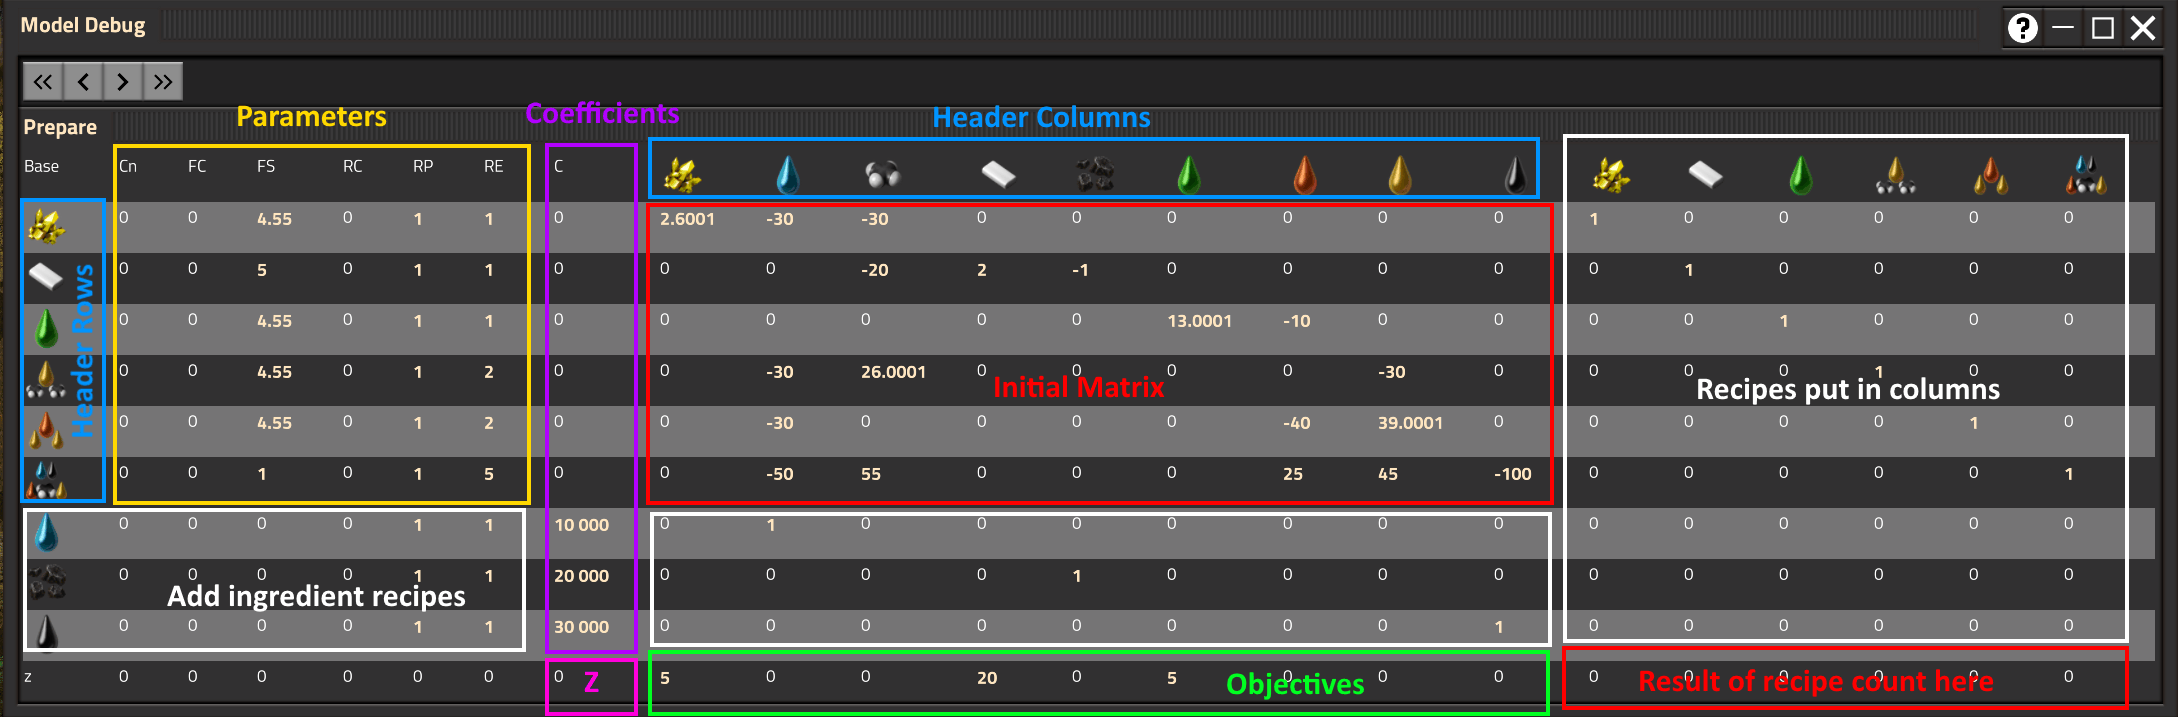 Model Debug
?
Parameters Coefficients Header Columns
Prepare
Base Cn FC FS RC RP RE C
0 0 4.55 0 1 1 0 2.6001 -30 -30 0 0 0 0 0 0 1 0 0 0 0 0
0 0 5 0 1 1 0 0 0 -20 2 -1 0 0 0 0 0 1 0 0 0 0
0 0 4.55 0 1 1 0 0 0 0 0 0 13.0001 -10 0 0 0 0 1 0 0 0
0 0 4.55 0 1 2 0 0 -30 26.0001 0 0 0 0 -30 0 0 0 0 1 0 0
Header Rows
Initial Matrix
Recipes put in columns
0 0 4.55 0 1 2 0 0 -30 0 0 0 0 -40 39.0001 0 0 0 0 0 1 0
0 0 1 0 1 5 0 0 -50 55 0 0 0 25 45 -100 0 0 0 0 0 1
0 0 0 0 1 1 10 000 0 1 0 0 0 0 0 0 0 0 0 0 0 0 0
0 0 0 0 1 1 20 000 0 0 0 0 1 0 0 0 0 0 0 0 0 0 0
Add ingredient recipes
0 0 0 0 1 1 30 000 0 0 0 0 0 0 0 0 1 0 0 0 0 0 0
z 0 0 0 0 0 0 0 5 0 0 20 0 5 0 0 0 0 0 0 0 0 0
Z
Objectives
Result of recipe count here